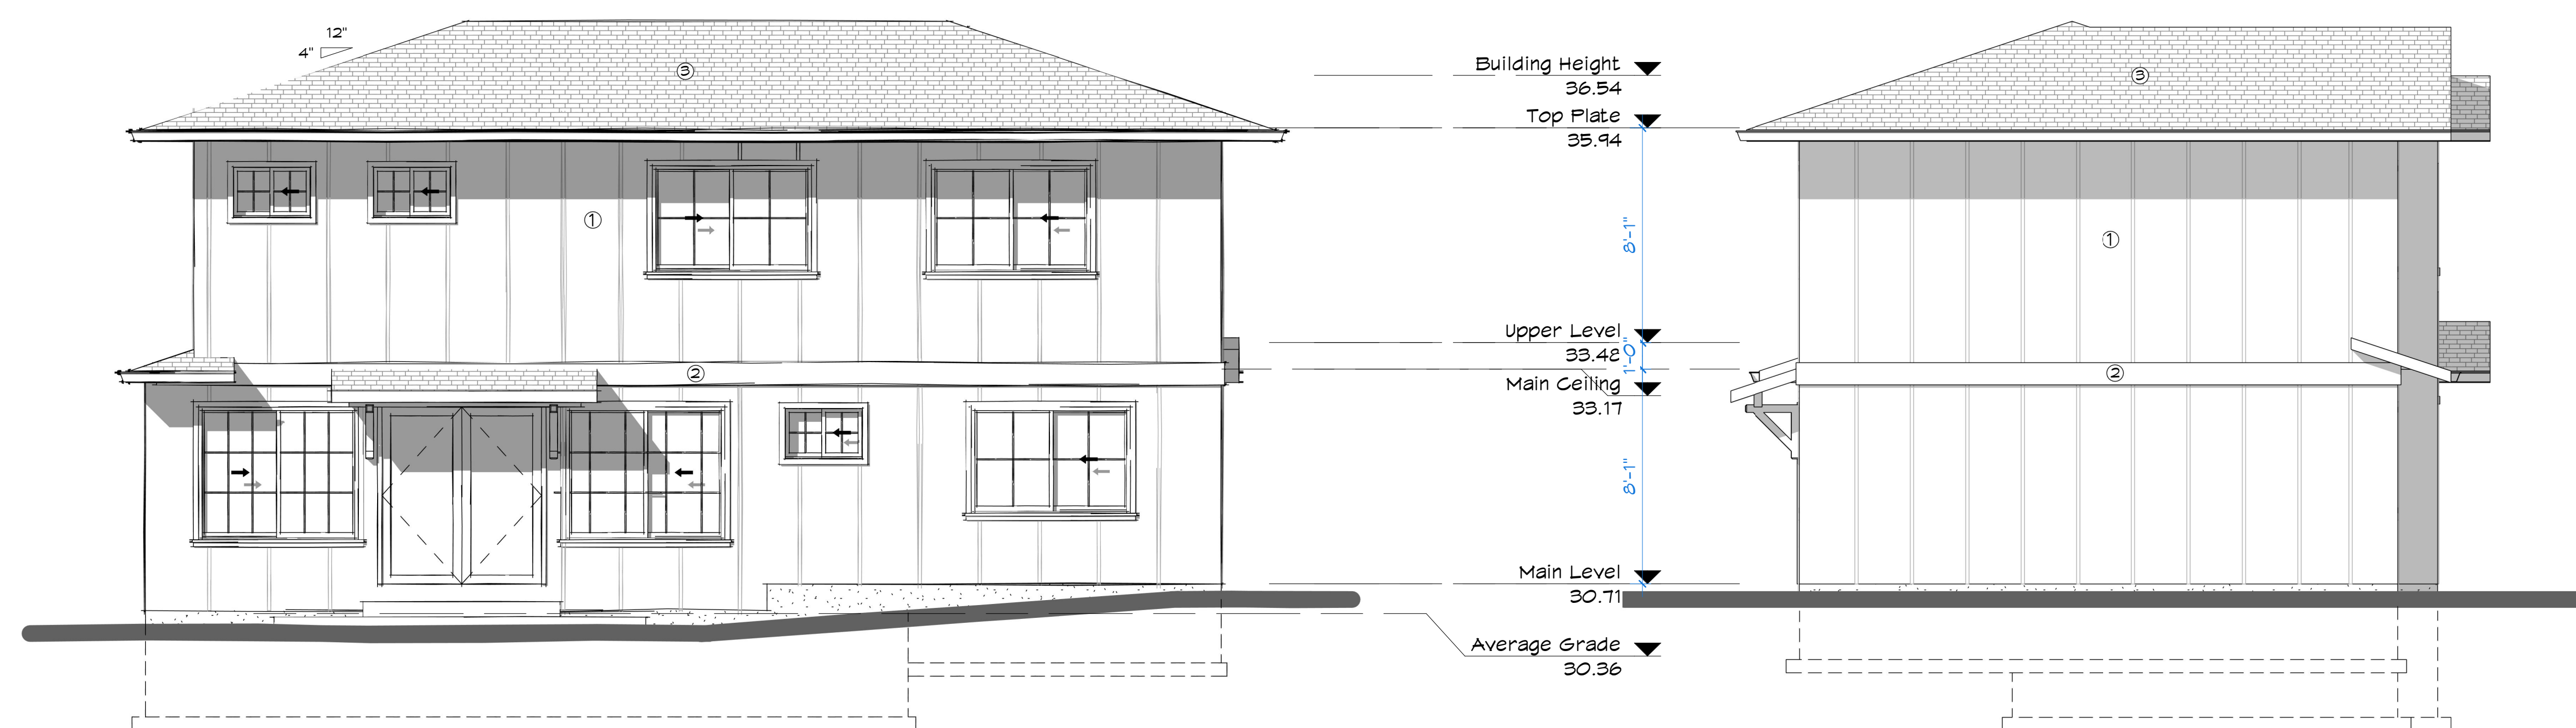 12"
4"
③
①
②
Building Height
36.54
Top Plate
35.94
8'-1"
Upper Level
33.48
1'-0"
Main Ceiling
33.17
8'-1"
Main Level
30.71
Average Grade
30.36
③
①
②